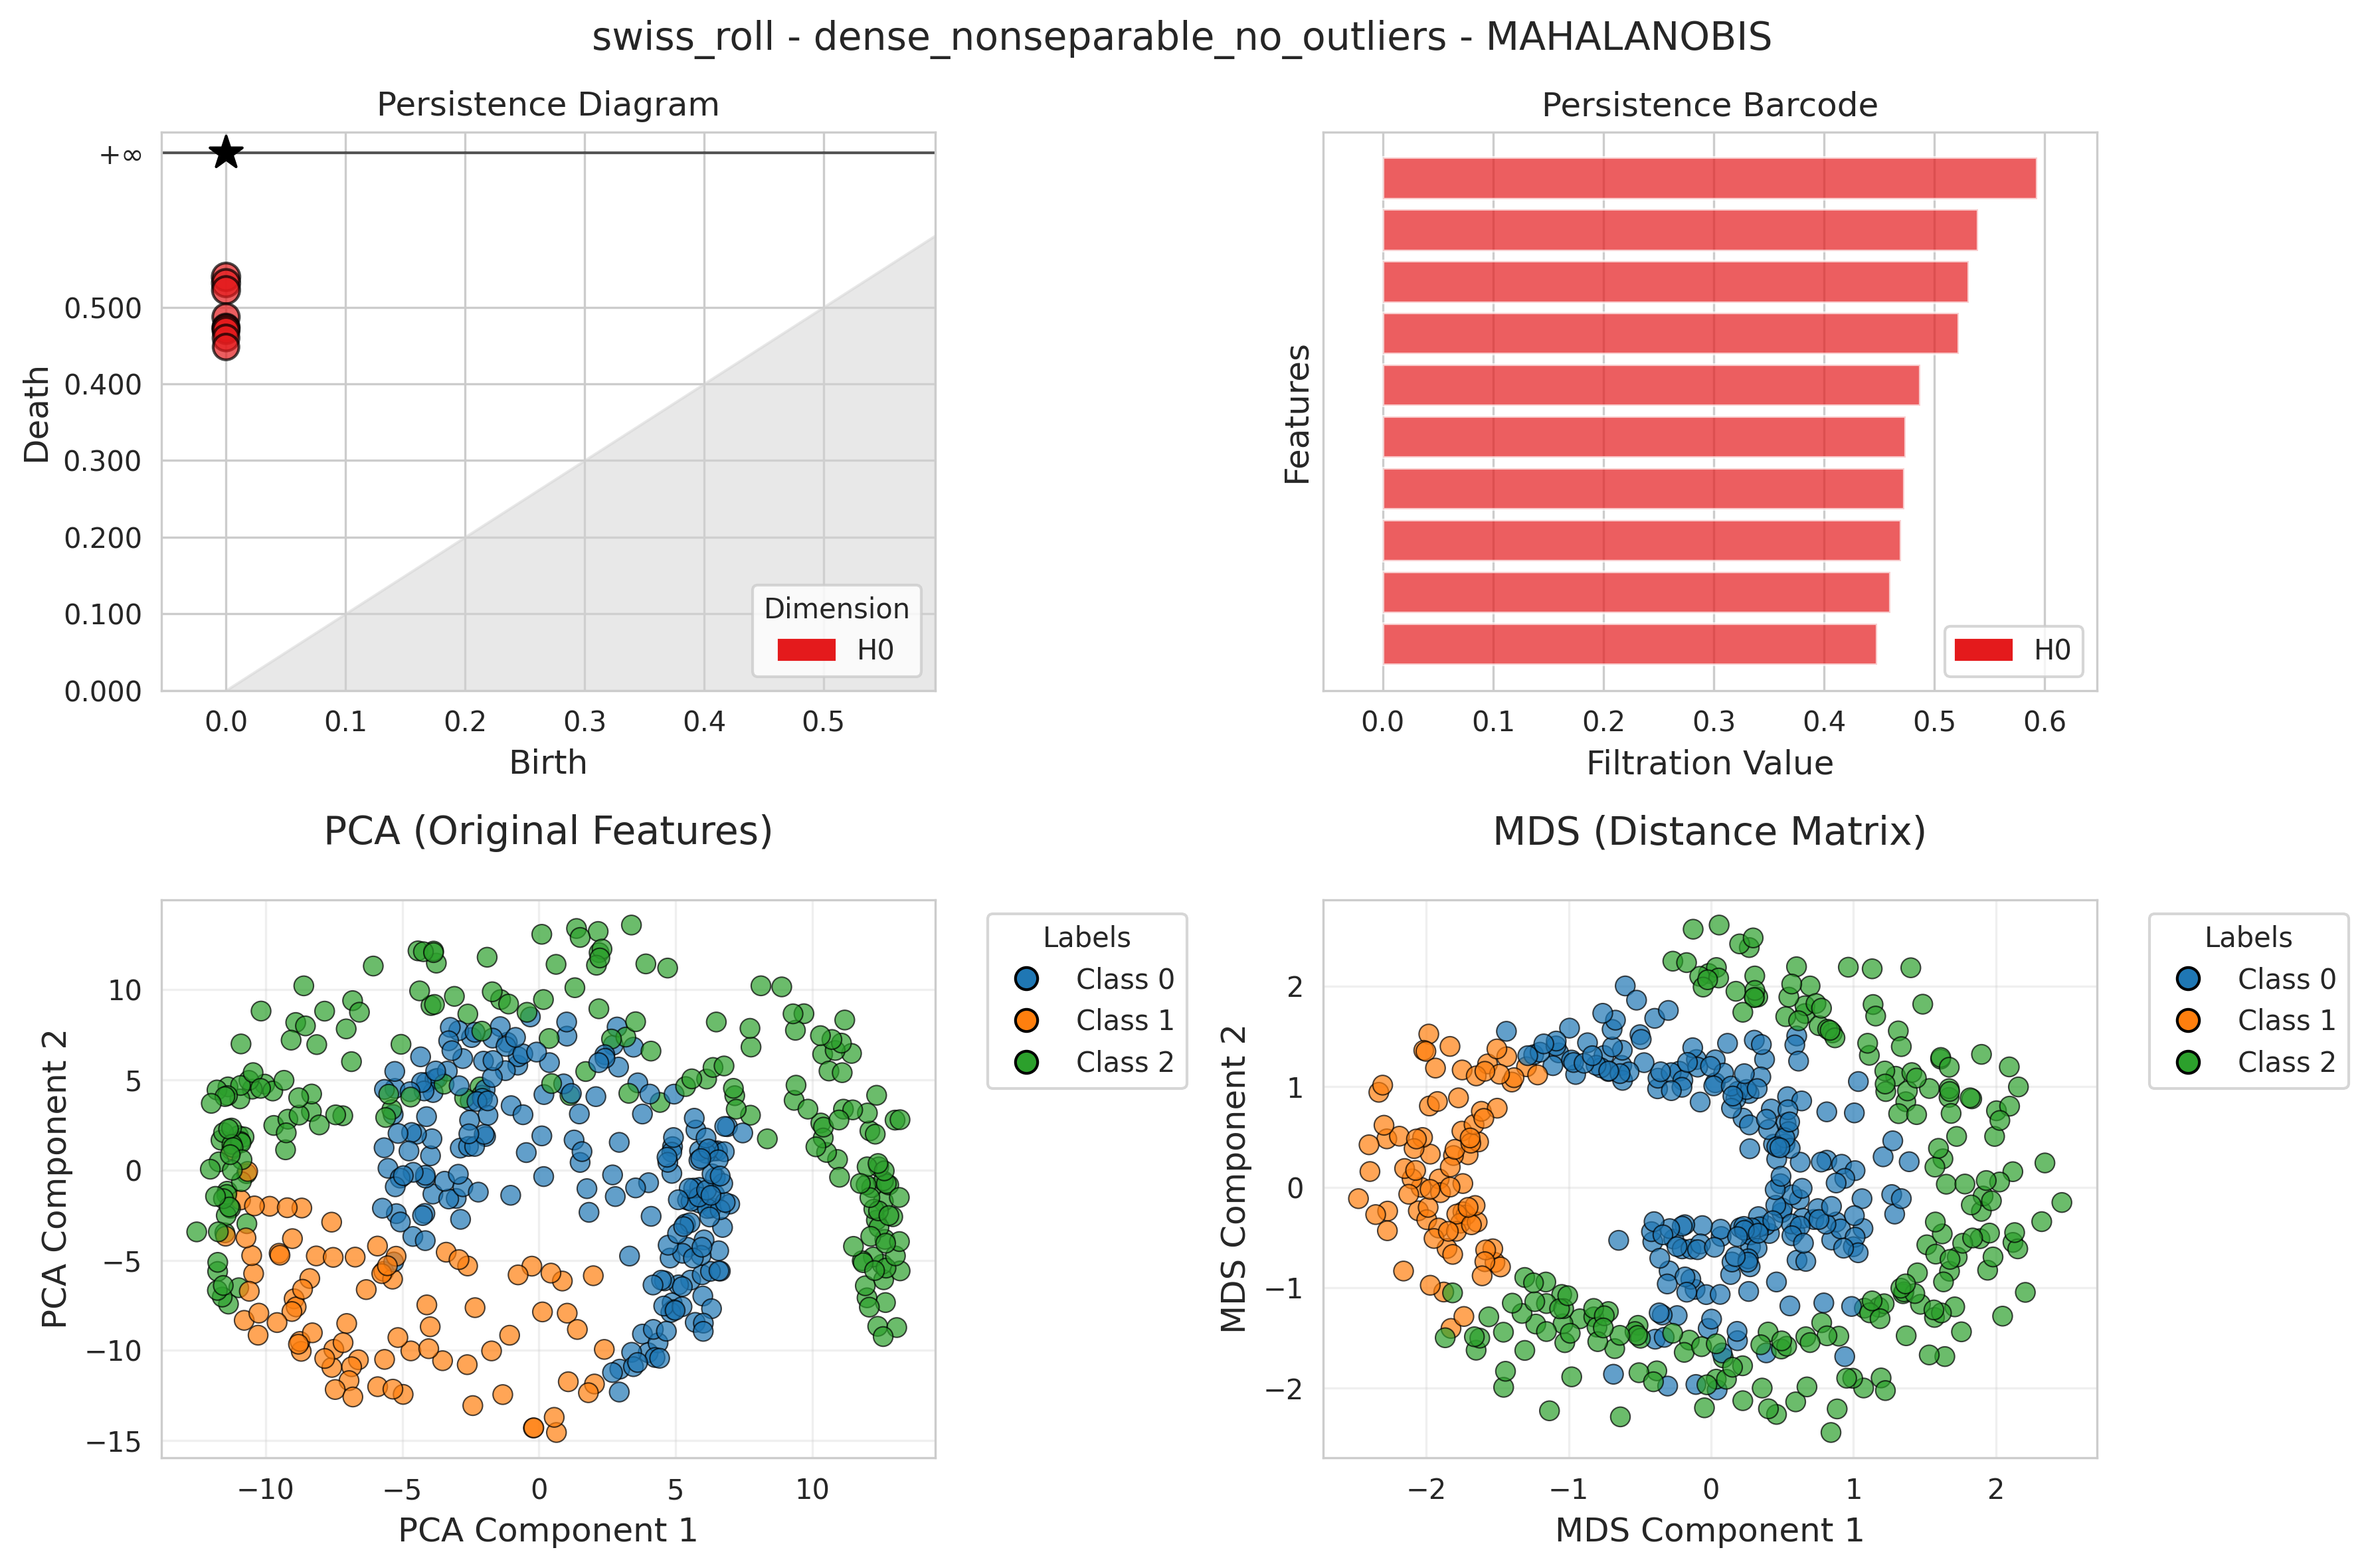 swiss_roll - dense_nonseparable_no_outliers - MAHALANOBIS
Persistence Diagram
+∞
0.500
0.400
0.300
0.200
0.100
0.000
Death
0.0 0.1 0.2 0.3 0.4 0.5
Birth
Dimension
H0
Persistence Barcode
Features
0.0 0.1 0.2 0.3 0.4 0.5 0.6
Filtration Value
H0
PCA (Original Features)
10
5
0
−5
−10
−15
PCA Component 2
−10 −5 0 5 10
PCA Component 1
Labels
Class 0
Class 1
Class 2
MDS (Distance Matrix)
2
1
0
−1
−2
MDS Component 2
−2 −1 0 1 2
MDS Component 1
Labels
Class 0
Class 1
Class 2